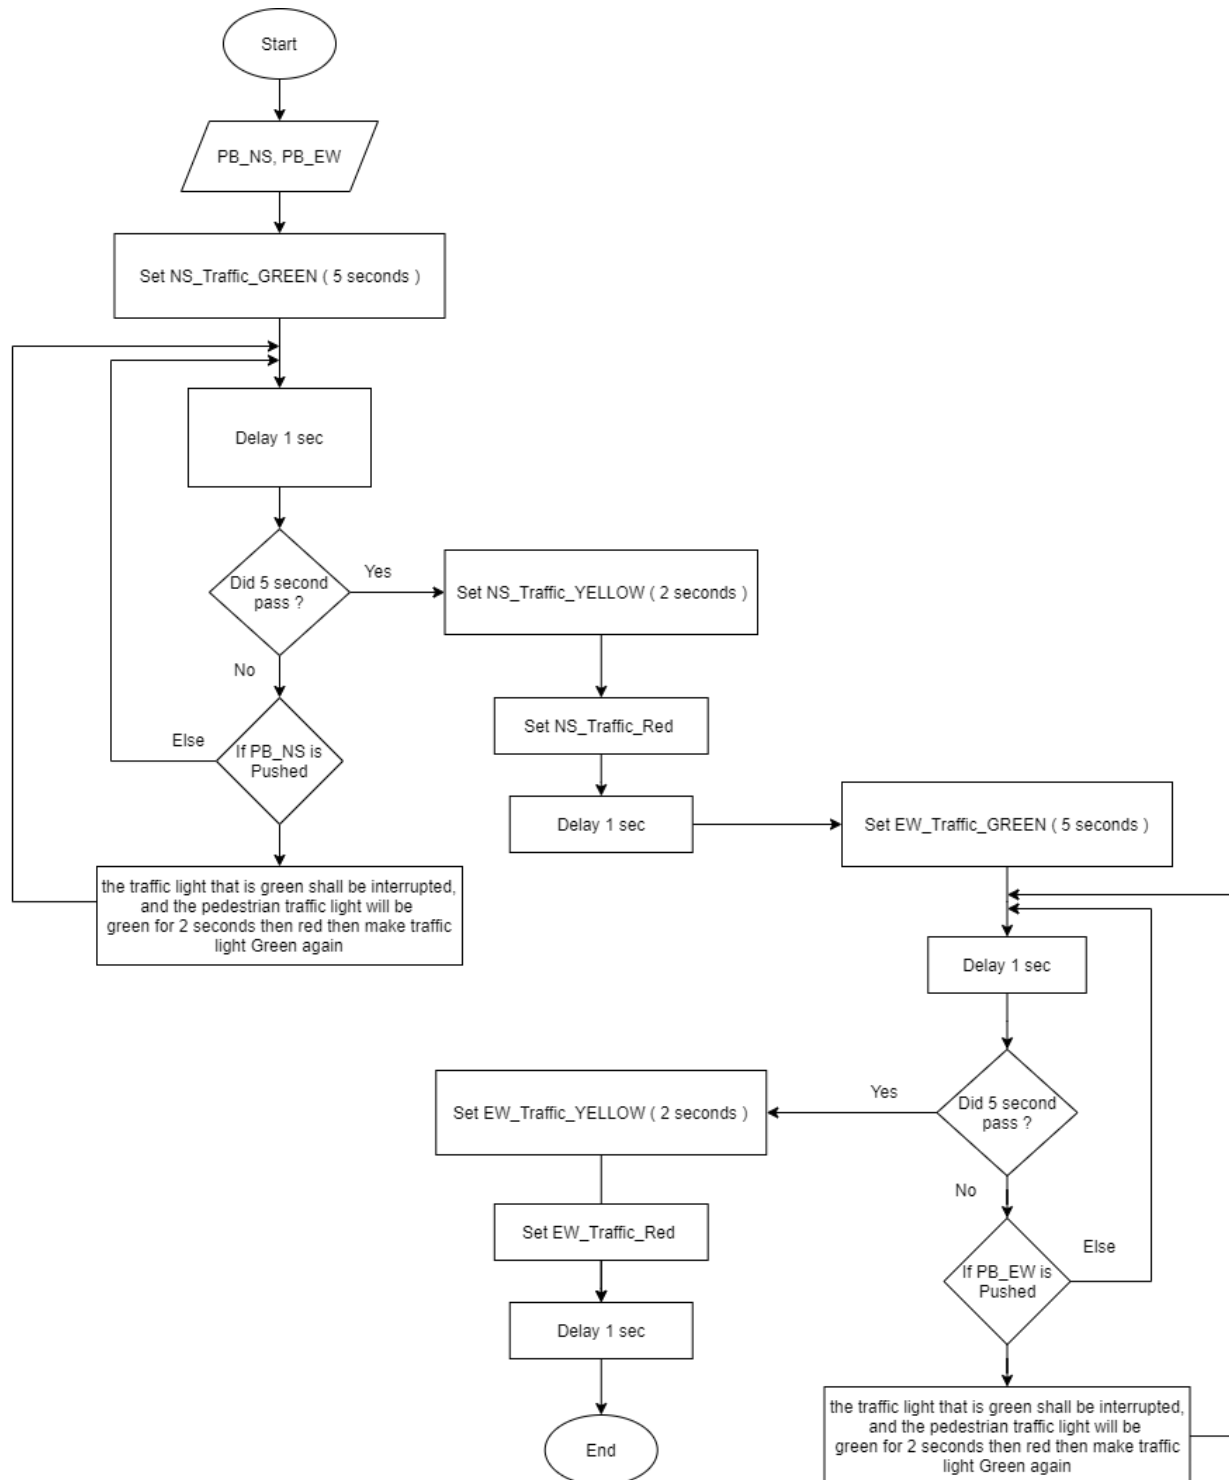 Start
PB_NS, PB_EW
Set NS_Traffic_GREEN ( 5 seconds )
Delay 1 sec
Did 5 second
pass ?
Yes
No
Set NS_Traffic_YELLOW ( 2 seconds )
If PB_NS is
Pushed
Else
the traffic light that is green shall be interrupted,
and the pedestrian traffic light will be
green for 2 seconds then red then make traffic
light Green again
Set NS_Traffic_Red
Delay 1 sec
Set EW_Traffic_GREEN ( 5 seconds )
Delay 1 sec
Did 5 second
pass ?
Yes
No
Set EW_Traffic_YELLOW ( 2 seconds )
If PB_EW is
Pushed
Else
the traffic light that is green shall be interrupted,
and the pedestrian traffic light will be
green for 2 seconds then red then make traffic
light Green again
Set EW_Traffic_Red
Delay 1 sec
End